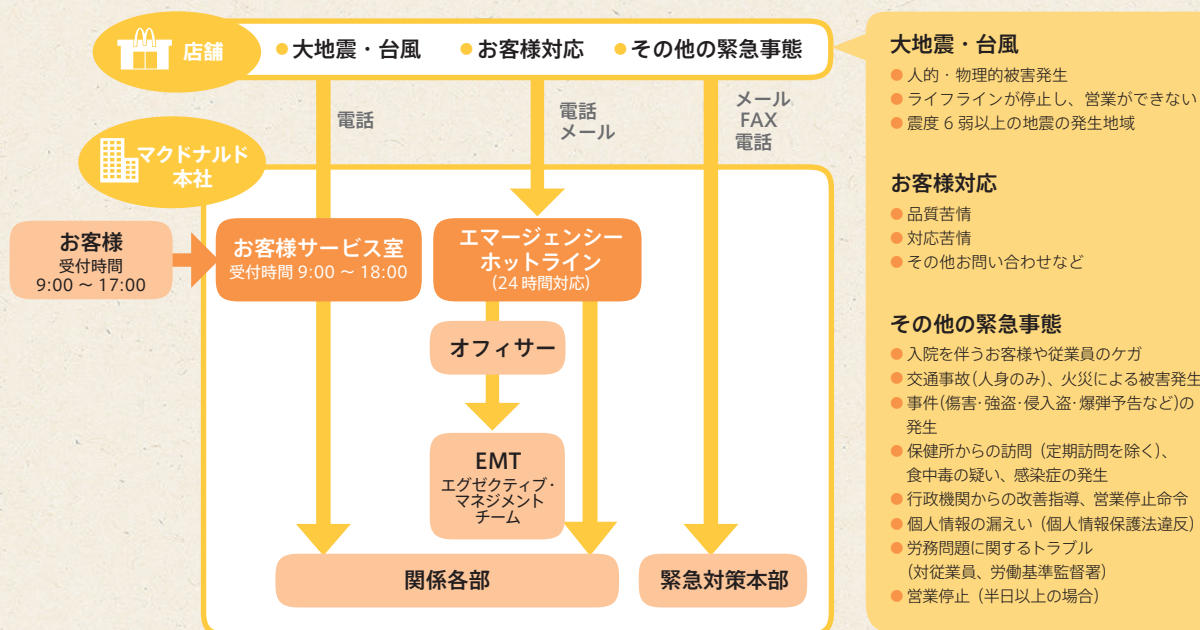 店舗
●大地震・台風 ●お客様対応 ●その他の緊急事態
電話
電話
メール
メール
FAX
電話
マクドナルド
本社
お客様
受付時間
9:00 ~ 17:00
お客様サービス室
受付時間 9:00 ~ 18:00
エマージェンシー
ホットライン
(24時間対応)
オフィサー
EMT
エグゼクティブ・
マネジメント
チーム
関係各部
緊急対策本部
大地震・台風
●人的・物理的被害発生
●ライフラインが停止し、営業ができない
●震度 6 弱以上の地震の発生地域
お客様対応
●品質苦情
●対応苦情
●その他お問い合わせなど
その他の緊急事態
●入院を伴うお客様や従業員のケガ
●交通事故(人身のみ)、火災による被害発生
●事件(傷害・強盗・侵入盗・爆弾予告など)の
発生
●保健所からの訪問（定期訪問を除く）、
食中毒の疑い、感染症の発生
●行政機関からの改善指導、営業停止命令
●個人情報の漏えい（個人情報保護法違反）
●労務問題に関するトラブル
(対従業員、労働基準監督署)
●営業停止（半日以上の場合）